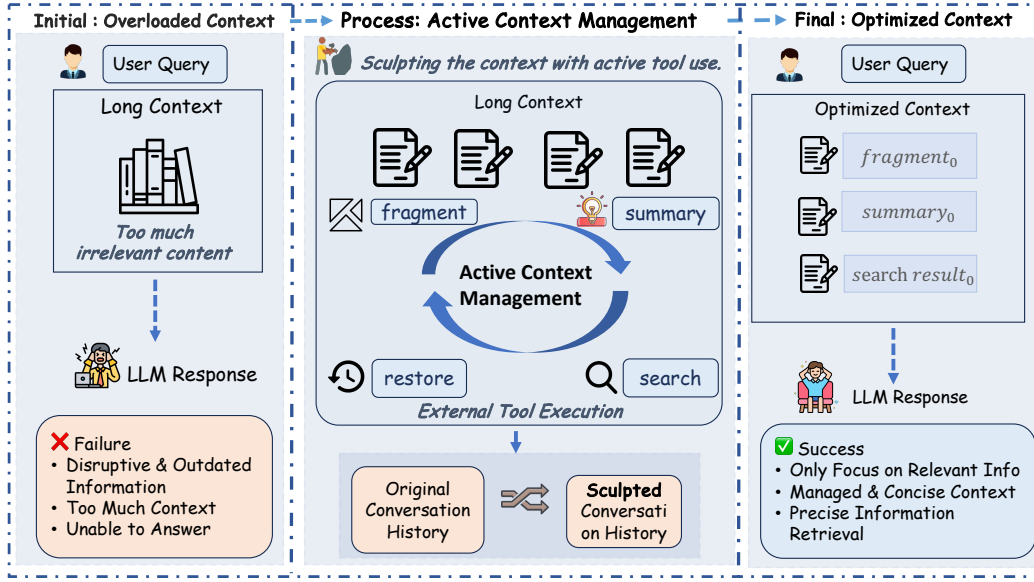 Initial : Overloaded Context
User Query
Long Context
Too much
irrelevant content
LLM Response
Failure
• Disruptive & Outdated
Information
• Too Much Context
• Unable to Answer
Process: Active Context Management
Sculpting the context with active tool use.
Long Context
fragment
summary
Active Context
Management
restore
search
External Tool Execution
Original
Conversation
History
Sculpted
Conversati
on History
Final : Optimized Context
User Query
Optimized Context
fragment₀
summary₀
search result₀
LLM Response
Success
• Only Focus on Relevant Info
• Managed & Concise Context
• Precise Information
Retrieval